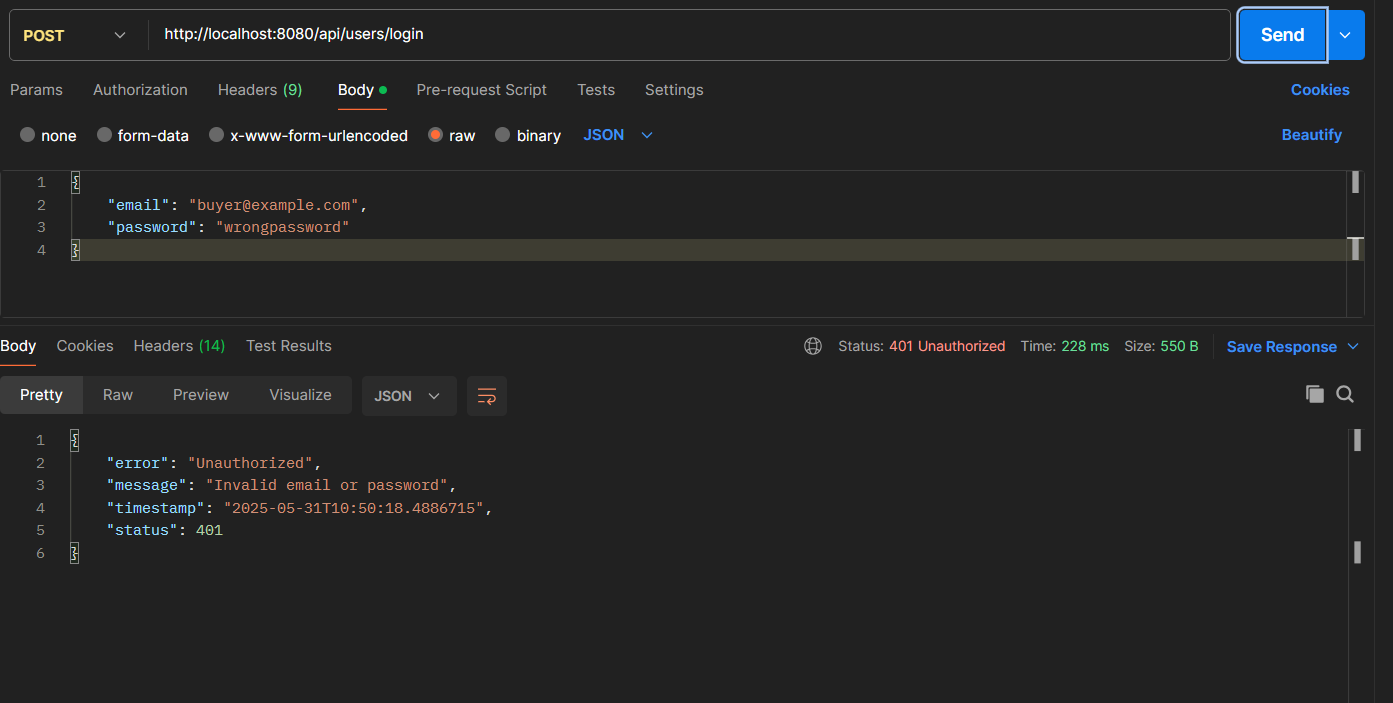 POST http://localhost:8080/api/users/login Send
Params Authorization Headers (9) Body Pre-request Script Tests Settings Cookies
none form-data x-www-form-urlencoded raw binary JSON Beautify
1 {
2 "email": "buyer@example.com",
3 "password": "wrongpassword"
4 }
Body Cookies Headers (14) Test Results Status: 401 Unauthorized Time: 228 ms Size: 550 B Save Response
Pretty Raw Preview Visualize JSON
1 {
2 "error": "Unauthorized",
3 "message": "Invalid email or password",
4 "timestamp": "2025-05-31T10:50:18.4886715",
5 "status": 401
6 }